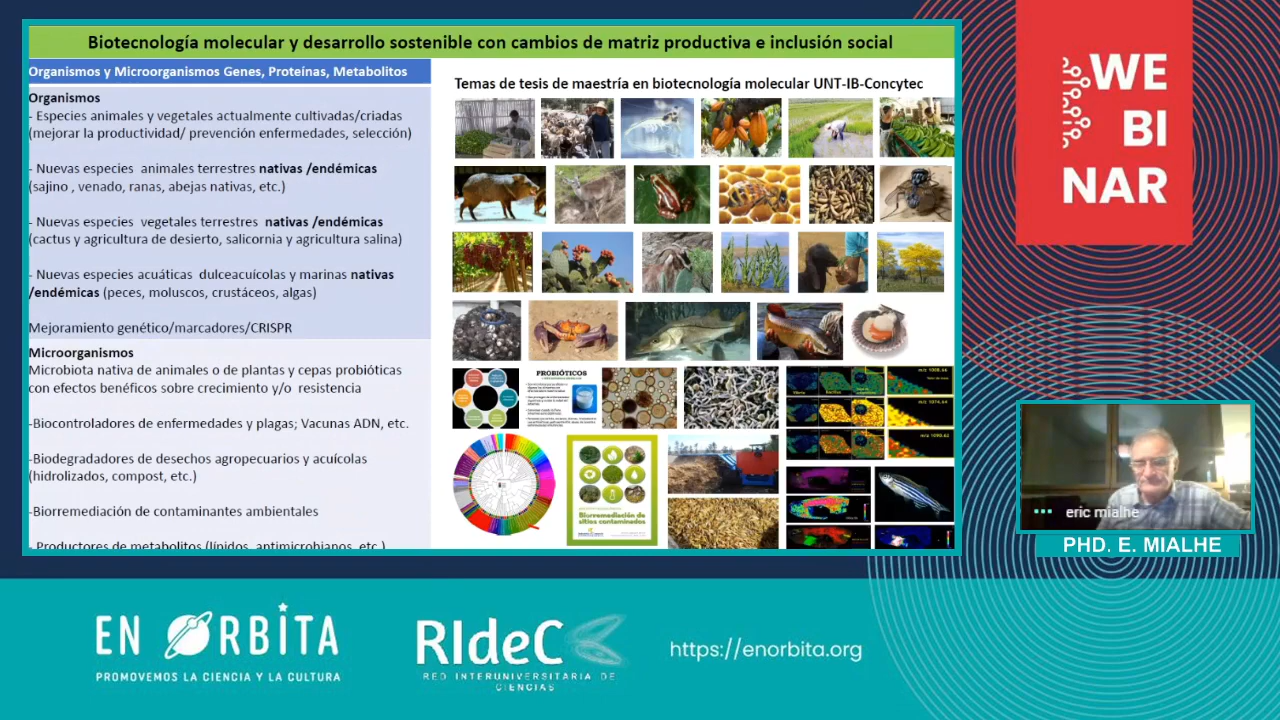 Biotecnología molecular y desarrollo sostenible con cambios de matriz productiva e inclusión social
Organismos y Microorganismos Genes, Proteínas, Metabolitos
Organismos
- Especies animales y vegetales actualmente cultivadas/criadas
(mejorar la productividad/ prevención enfermedades, selección)
- Nuevas especies animales terrestres nativas /endémicas
(sajino , venado, ranas, abejas nativas, etc.)
- Nuevas especies vegetales terrestres nativas /endémicas
(cactus y agricultura de desierto, salicornia y agricultura salina)
- Nuevas especies acuáticas dulceacuícolas y marinas nativas
/endémicas (peces, moluscos, crustáceos, algas)
Mejoramiento genético/marcadores/CRISPR
Microorganismos
Microbiota nativa de animales o de plantas y cepas probióticas
con efectos benéficos sobre crecimiento y/o resistencia
-Biocontroladores de enfermedades y plagas; Vacunas ADN, etc.
-Biodegradadores de desechos agropecuarios y acuícolas
(hidrolizados, compost, etc.)
-Biorremediación de contaminantes ambientales
-Productores de metabolitos (lípidos, antimicrobianos, etc.)
Temas de tesis de maestría en biotecnología molecular UNT-IB-Concytec
PROBIÓTICOS
Biorremediación de
sitios contaminados
WE
BI
NAR
eric mialhe
PHD. E. MIALHE
EN ORBITA
PROMOVEMOS LA CIENCIA Y LA CULTURA
RIdeC
RED INTERUNIVERSITARIA DE
CIENCIAS
https://enorbita.org